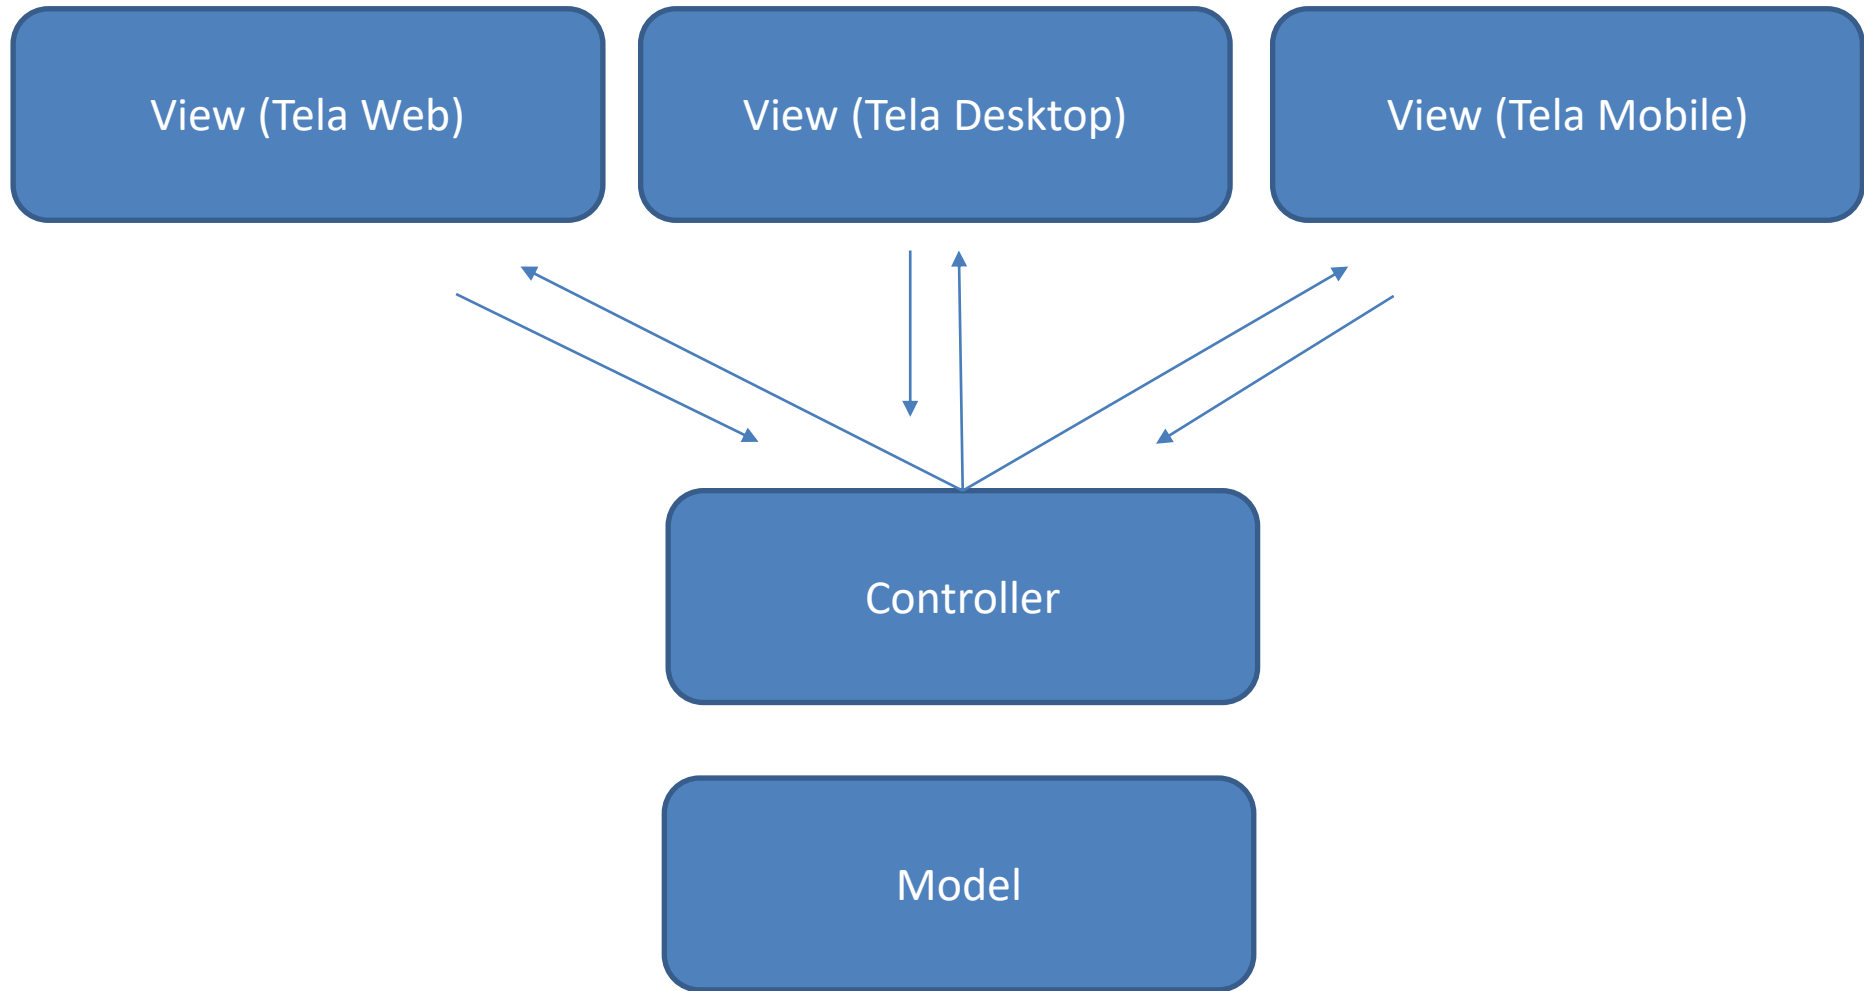 View (Tela Web)
View (Tela Desktop)
View (Tela Mobile)
Controller
Model